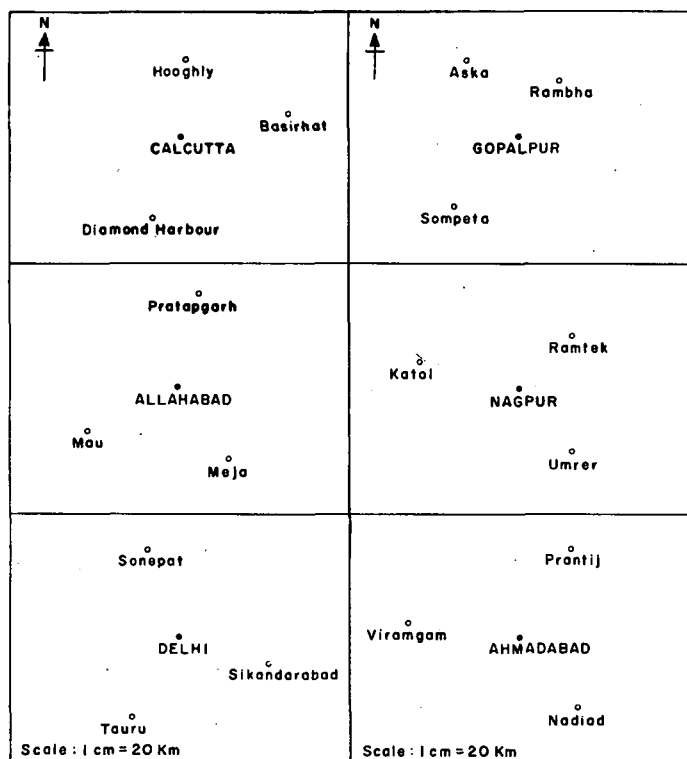 N
Hooghly
Basirhat
CALCUTTA
Diamond Harbour
N
Aska
Rambha
GOPALPUR
Sompeta
Pratapgarh
ALLAHABAD
Mau
Meja
Ramtek
Katol
NAGPUR
Umrer
Sonepat
DELHI
Sikandarabad
Tauru
Scale : 1 cm = 20 Km
Prantij
Viramgam
AHMADABAD
Nadiad
Scale : 1 cm = 20 Km